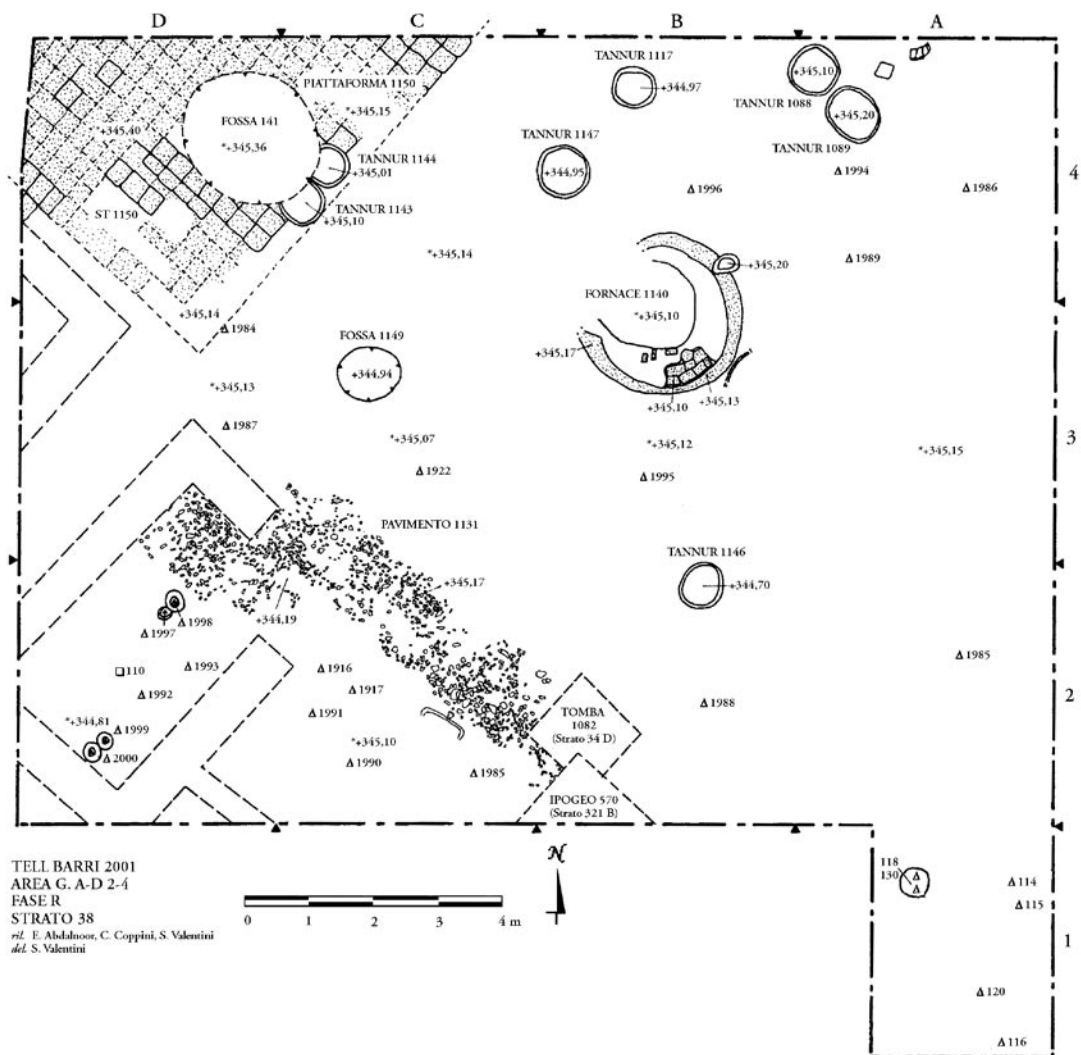 D
C
B
A
TANNUR 1117
+344,97
+345,10
TANNUR 1088
+345,20
TANNUR 1089
PIATTAFORMA 1150
*+345,15
FOSSA 141
*+345,36
*+345,40
TANNUR 1144
+345,01
TANNUR 1143
+345,10
ST 1150
TANNUR 1147
+344,95
Δ 1994
Δ 1996
Δ 1986
4
*+345,14
Δ 1989
+345,20
FORNACE 1140
*+345,10
+345,17
+345,10
+345,13
*+345,14
Δ 1984
FOSSA 1149
+344,94
*+345,13
Δ 1987
*+345,07
Δ 1922
*+345,12
*+345,15
Δ 1995
3
PAVIMENTO 1131
+345,17
+344,19
TANNUR 1146
+344,70
Δ 1997
Δ 1998
110
Δ 1993
Δ 1992
*+344,81
Δ 1999
Δ 2000
Δ 1916
Δ 1917
Δ 1991
*+345,10
Δ 1990
Δ 1985
Δ 1985
Δ 1988
2
TOMBA
1082
(Strato 34 D)
IPOGEO 570
(Strato 321 B)
N
TELL BARRI 2001
AREA G. A-D 2-4
FASE R
STRATO 38
ril. E. Abdalnoor, C. Coppini, S. Valentini
del. S. Valentini
0 1 2 3 4 m
118
130
Δ
Δ
Δ 114
Δ 115
1
Δ 120
Δ 116